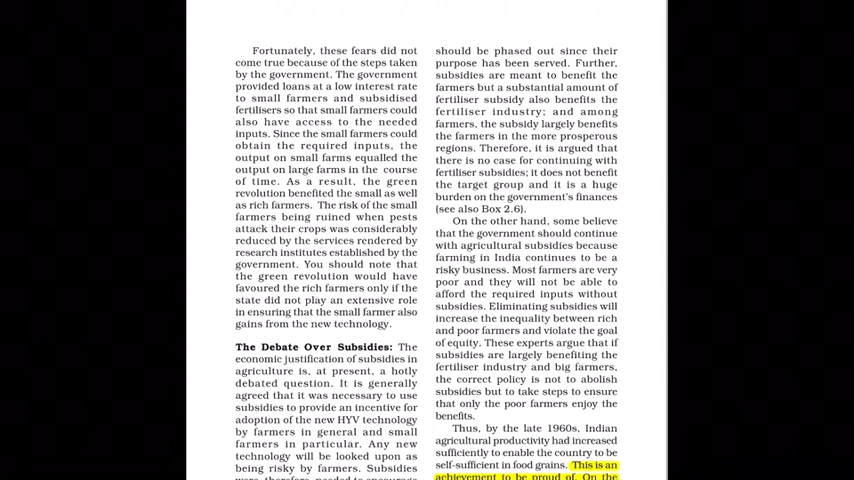 Fortunately, these fears did not
come true because of the steps taken
by the government. The government
provided loans at a low interest rate
to small farmers and subsidised
fertilisers so that small farmers could
also have access to the needed
inputs. Since the small farmers could
obtain the required inputs, the
output on small farms equalled the
output on large farms in the course
of time. As a result, the green
revolution benefited the small as well
as rich farmers. The risk of the small
farmers being ruined when pests
attack their crops was considerably
reduced by the services rendered by
research institutes established by the
government. You should note that
the green revolution would have
favoured the rich farmers only if the
state did not play an extensive role
in ensuring that the small farmer also
gains from the new technology.
The Debate Over Subsidies: The
economic justification of subsidies in
agriculture is, at present, a hotly
debated question. It is generally
agreed that it was necessary to use
subsidies to provide an incentive for
adoption of the new HYV technology
by farmers in general and small
farmers in particular. Any new
technology will be looked upon as
being risky by farmers. Subsidies
were, therefore, needed to encourage
should be phased out since their
purpose has been served. Further,
subsidies are meant to benefit the
farmers but a substantial amount of
fertiliser subsidy also benefits the
fertiliser industry; and among
farmers, the subsidy largely benefits
the farmers in the more prosperous
regions. Therefore, it is argued that
there is no case for continuing with
fertiliser subsidies; it does not benefit
the target group and it is a huge
burden on the government's finances
(see also Box 2.6).
On the other hand, some believe
that the government should continue
with agricultural subsidies because
farming in India continues to be a
risky business. Most farmers are very
poor and they will not be able to
afford the required inputs without
subsidies. Eliminating subsidies will
increase the inequality between rich
and poor farmers and violate the goal
of equity. These experts argue that if
subsidies are largely benefiting the
fertiliser industry and big farmers,
the correct policy is not to abolish
subsidies but to take steps to ensure
that only the poor farmers enjoy the
benefits.
Thus, by the late 1960s, Indian
agricultural productivity had increased
sufficiently to enable the country to be
self-sufficient in food grains. This is an
achievement to be proud of. On the